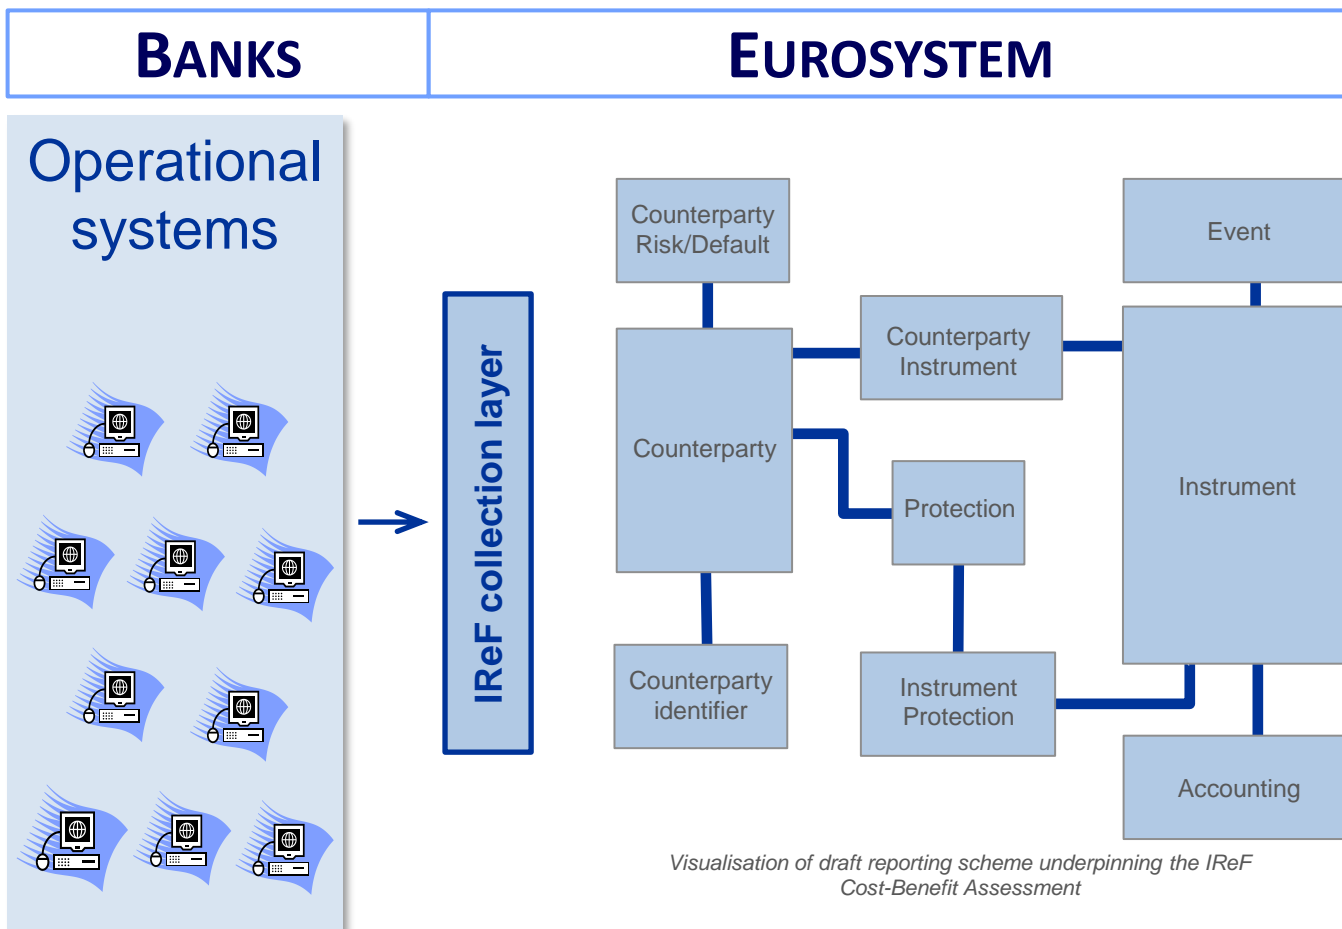 BANKS
EUROSYSTEM
Operational
systems
IReF collection layer
Counterparty
Risk/Default
Event
Counterparty
Instrument
Counterparty
Instrument
Protection
Counterparty
identifier
Instrument
Protection
Accounting
Visualisation of draft reporting scheme underpinning the IReF
Cost-Benefit Assessment